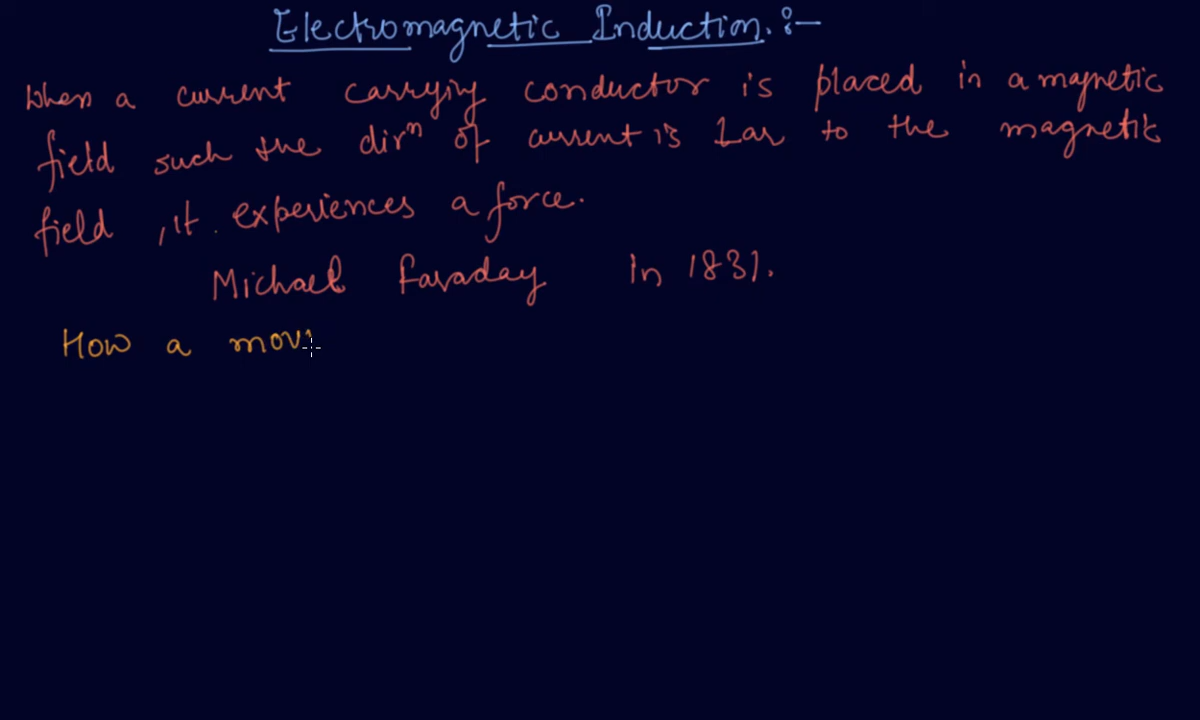 Electromagnetic Induction.:-
When a current carrying conductor is placed in a magnetic
field such the dirⁿ of current is ⊥ar to the magnetic
field, it experiences a force.
Michael Faraday in 1831.
How a movi